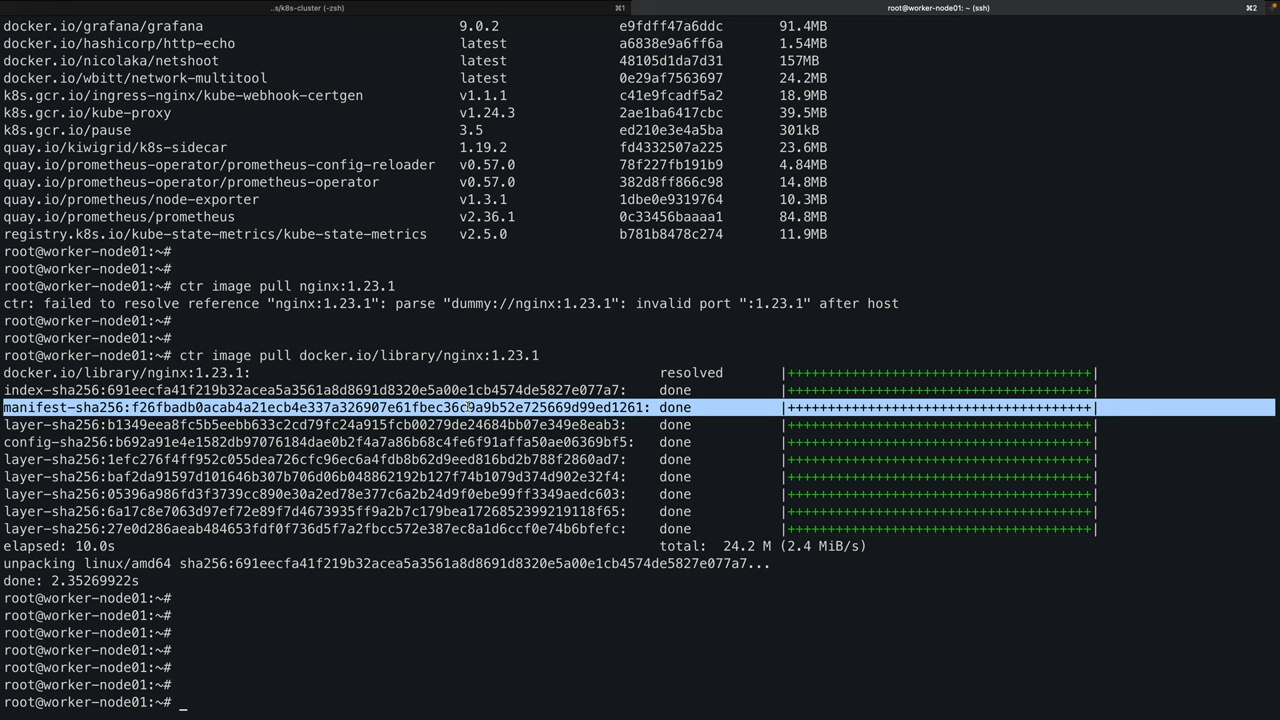 ..s/k8s-cluster (-zsh) ⌘1 root@worker-node01: ~ (ssh) ⌘2
docker.io/grafana/grafana 9.0.2 e9fdff47a6ddc 91.4MB
docker.io/hashicorp/http-echo latest a6838e9a6ff6a 1.54MB
docker.io/nicolaka/netshoot latest 48105d1da7d31 157MB
docker.io/wbitt/network-multitool latest 0e29af7563697 24.2MB
k8s.gcr.io/ingress-nginx/kube-webhook-certgen v1.1.1 c41e9fcadf5a2 18.9MB
k8s.gcr.io/kube-proxy v1.24.3 2ae1ba6417cbc 39.5MB
k8s.gcr.io/pause 3.5 ed210e3e4a5ba 301kB
quay.io/kiwigrid/k8s-sidecar 1.19.2 fd4332507a225 23.6MB
quay.io/prometheus-operator/prometheus-config-reloader v0.57.0 78f227fb191b9 4.84MB
quay.io/prometheus-operator/prometheus-operator v0.57.0 382d8ff866c98 14.8MB
quay.io/prometheus/node-exporter v1.3.1 1dbe0e9319764 10.3MB
quay.io/prometheus/prometheus v2.36.1 0c33456baaaa1 84.8MB
registry.k8s.io/kube-state-metrics/kube-state-metrics v2.5.0 b781b8478c274 11.9MB
root@worker-node01:~#
root@worker-node01:~#
root@worker-node01:~# ctr image pull nginx:1.23.1
ctr: failed to resolve reference "nginx:1.23.1": parse "dummy://nginx:1.23.1": invalid port ":1.23.1" after host
root@worker-node01:~#
root@worker-node01:~#
root@worker-node01:~# ctr image pull docker.io/library/nginx:1.23.1
docker.io/library/nginx:1.23.1: resolved |++++++++++++++++++++++++++++++++++++++|
index-sha256:691eecfa41f219b32acea5a3561a8d8691d8320e5a00e1cb4574de5827e077a7: done |++++++++++++++++++++++++++++++++++++++|
manifest-sha256:f26fbadb0acab4a21ecb4e337a326907e61fbec36c9a9b52e725669d99ed1261: done |++++++++++++++++++++++++++++++++++++++|
layer-sha256:b1349eea8fc5b5eebb633c2cd79fc24a915fcb00279de24684bb07e349e8eab3: done |++++++++++++++++++++++++++++++++++++++|
config-sha256:b692a91e4e1582db97076184dae0b2f4a7a86b68c4fe6f91affa50ae06369bf5: done |++++++++++++++++++++++++++++++++++++++|
layer-sha256:1efc276f4ff952c055dea726cfc96ec6a4fdb8b62d9eed816bd2b788f2860ad7: done |++++++++++++++++++++++++++++++++++++++|
layer-sha256:baf2da91597d101646b307b706d06b048862192b127f74b1079d374d902e32f4: done |++++++++++++++++++++++++++++++++++++++|
layer-sha256:05396a986fd3f3739cc890e30a2ed78e377c6a2b24d9f0ebe99ff3349aedc603: done |++++++++++++++++++++++++++++++++++++++|
layer-sha256:6a17c8e7063d97ef72e89f7d4673935ff9a2b7c179bea1726852399219118f65: done |++++++++++++++++++++++++++++++++++++++|
layer-sha256:27e0d286aeab484653fdf0f736d5f7a2fbcc572e387ec8a1d6ccf0e74b6bfefc: done |++++++++++++++++++++++++++++++++++++++|
elapsed: 10.0s total: 24.2 M (2.4 MiB/s)
unpacking linux/amd64 sha256:691eecfa41f219b32acea5a3561a8d8691d8320e5a00e1cb4574de5827e077a7...
done: 2.35269922s
root@worker-node01:~#
root@worker-node01:~#
root@worker-node01:~#
root@worker-node01:~#
root@worker-node01:~#
root@worker-node01:~#
root@worker-node01:~# _